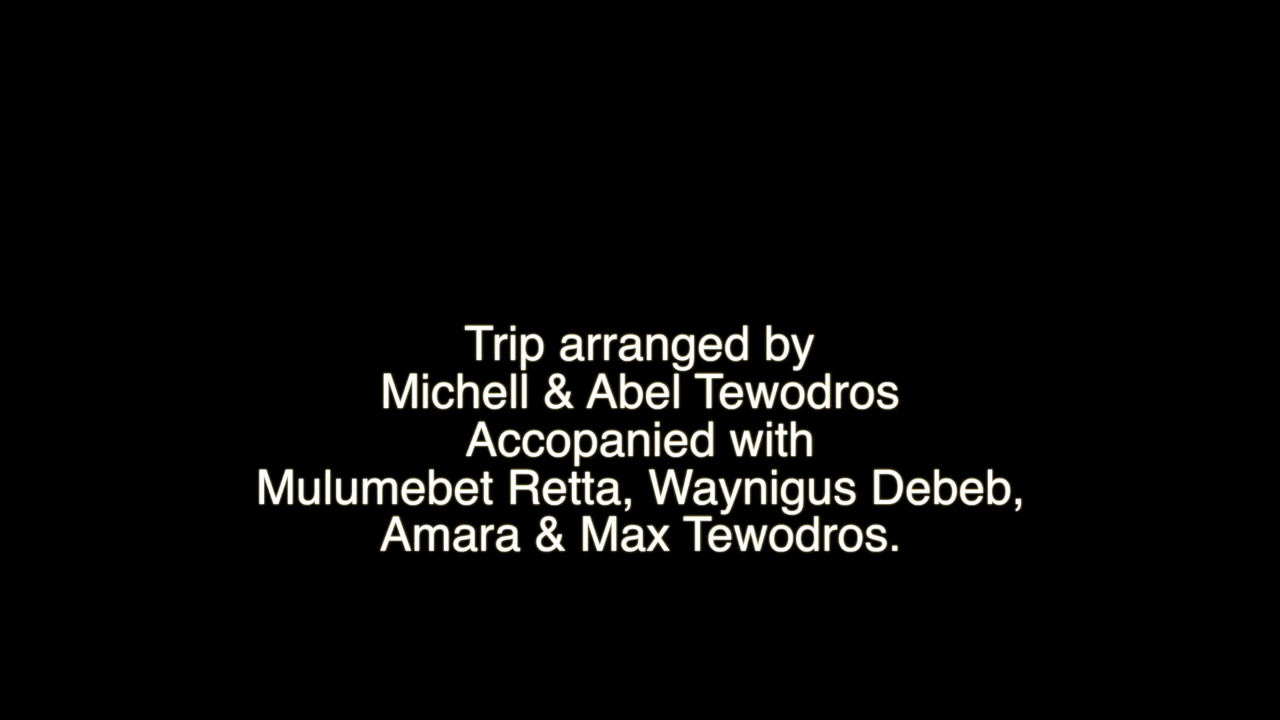 Trip arranged by
Michell & Abel Tewodros
Accopanied with
Mulumebet Retta, Waynigus Debeb,
Amara & Max Tewodros.